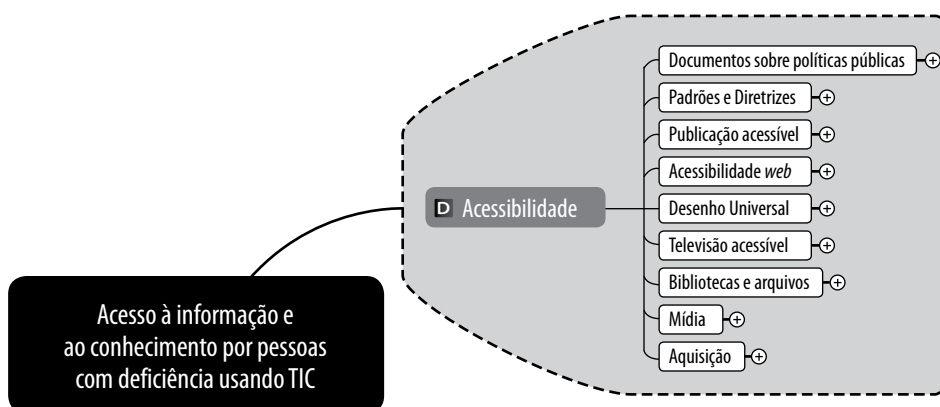 Documentos sobre políticas públicas
Padrões e Diretrizes
Publicação acessível
Acessibilidade web
D Acessibilidade
Desenho Universal
Televisão acessível
Bibliotecas e arquivos
Mídia
Aquisição
Acesso à informação e
ao conhecimento por pessoas
com deficiência usando TIC